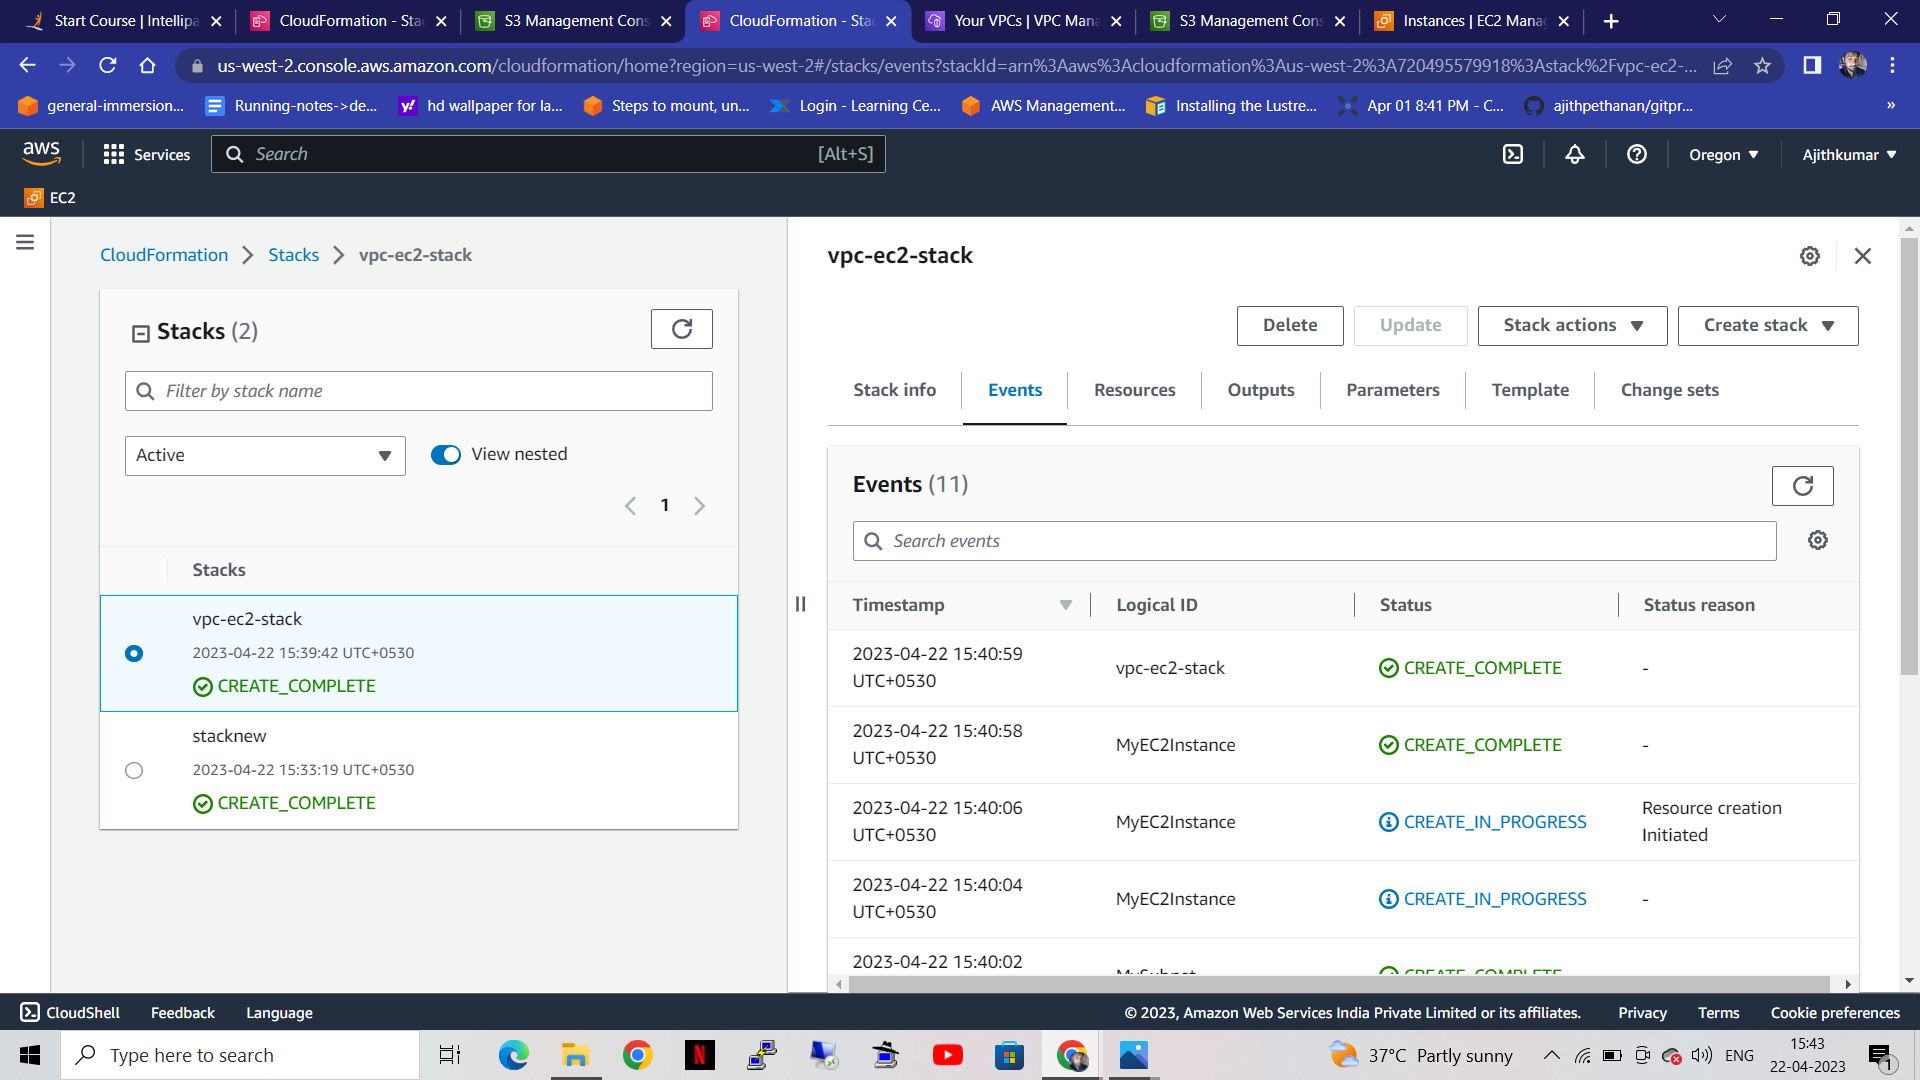 Start Course | Intellipa
CloudFormation - Stac
S3 Management Cons
CloudFormation - Stac
Your VPCs | VPC Mana
S3 Management Cons
Instances | EC2 Manag
us-west-2.console.aws.amazon.com/cloudformation/home?region=us-west-2#/stacks/events?stackId=arn%3Aaws%3Acloudformation%3Aus-west-2%3A720495579918%3Astack%2Fvpc-ec2-...
general-immersion...
Running-notes->de...
hd wallpaper for la...
Steps to mount, un...
Login - Learning Ce...
AWS Management...
Installing the Lustre...
Apr 01 8:41 PM - C...
ajithpethanan/gitpr...
»
aws
Services
Search
[Alt+S]
Oregon
Ajithkumar
EC2
CloudFormation
Stacks
vpc-ec2-stack
Stacks (2)
Filter by stack name
Active
View nested
1
Stacks
vpc-ec2-stack
2023-04-22 15:39:42 UTC+0530
CREATE_COMPLETE
stacknew
2023-04-22 15:33:19 UTC+0530
CREATE_COMPLETE
vpc-ec2-stack
Delete
Update
Stack actions
Create stack
Stack info
Events
Resources
Outputs
Parameters
Template
Change sets
Events (11)
Search events
Timestamp
Logical ID
Status
Status reason
2023-04-22 15:40:59
UTC+0530
vpc-ec2-stack
CREATE_COMPLETE
-
2023-04-22 15:40:58
UTC+0530
MyEC2Instance
CREATE_COMPLETE
-
2023-04-22 15:40:06
UTC+0530
MyEC2Instance
CREATE_IN_PROGRESS
Resource creation
Initiated
2023-04-22 15:40:04
UTC+0530
MyEC2Instance
CREATE_IN_PROGRESS
-
2023-04-22 15:40:02
MySubnet
CREATE_COMPLETE
CloudShell
Feedback
Language
© 2023, Amazon Web Services India Private Limited or its affiliates.
Privacy
Terms
Cookie preferences
Type here to search
N
37°C Partly sunny
ENG
15:43
22-04-2023
1